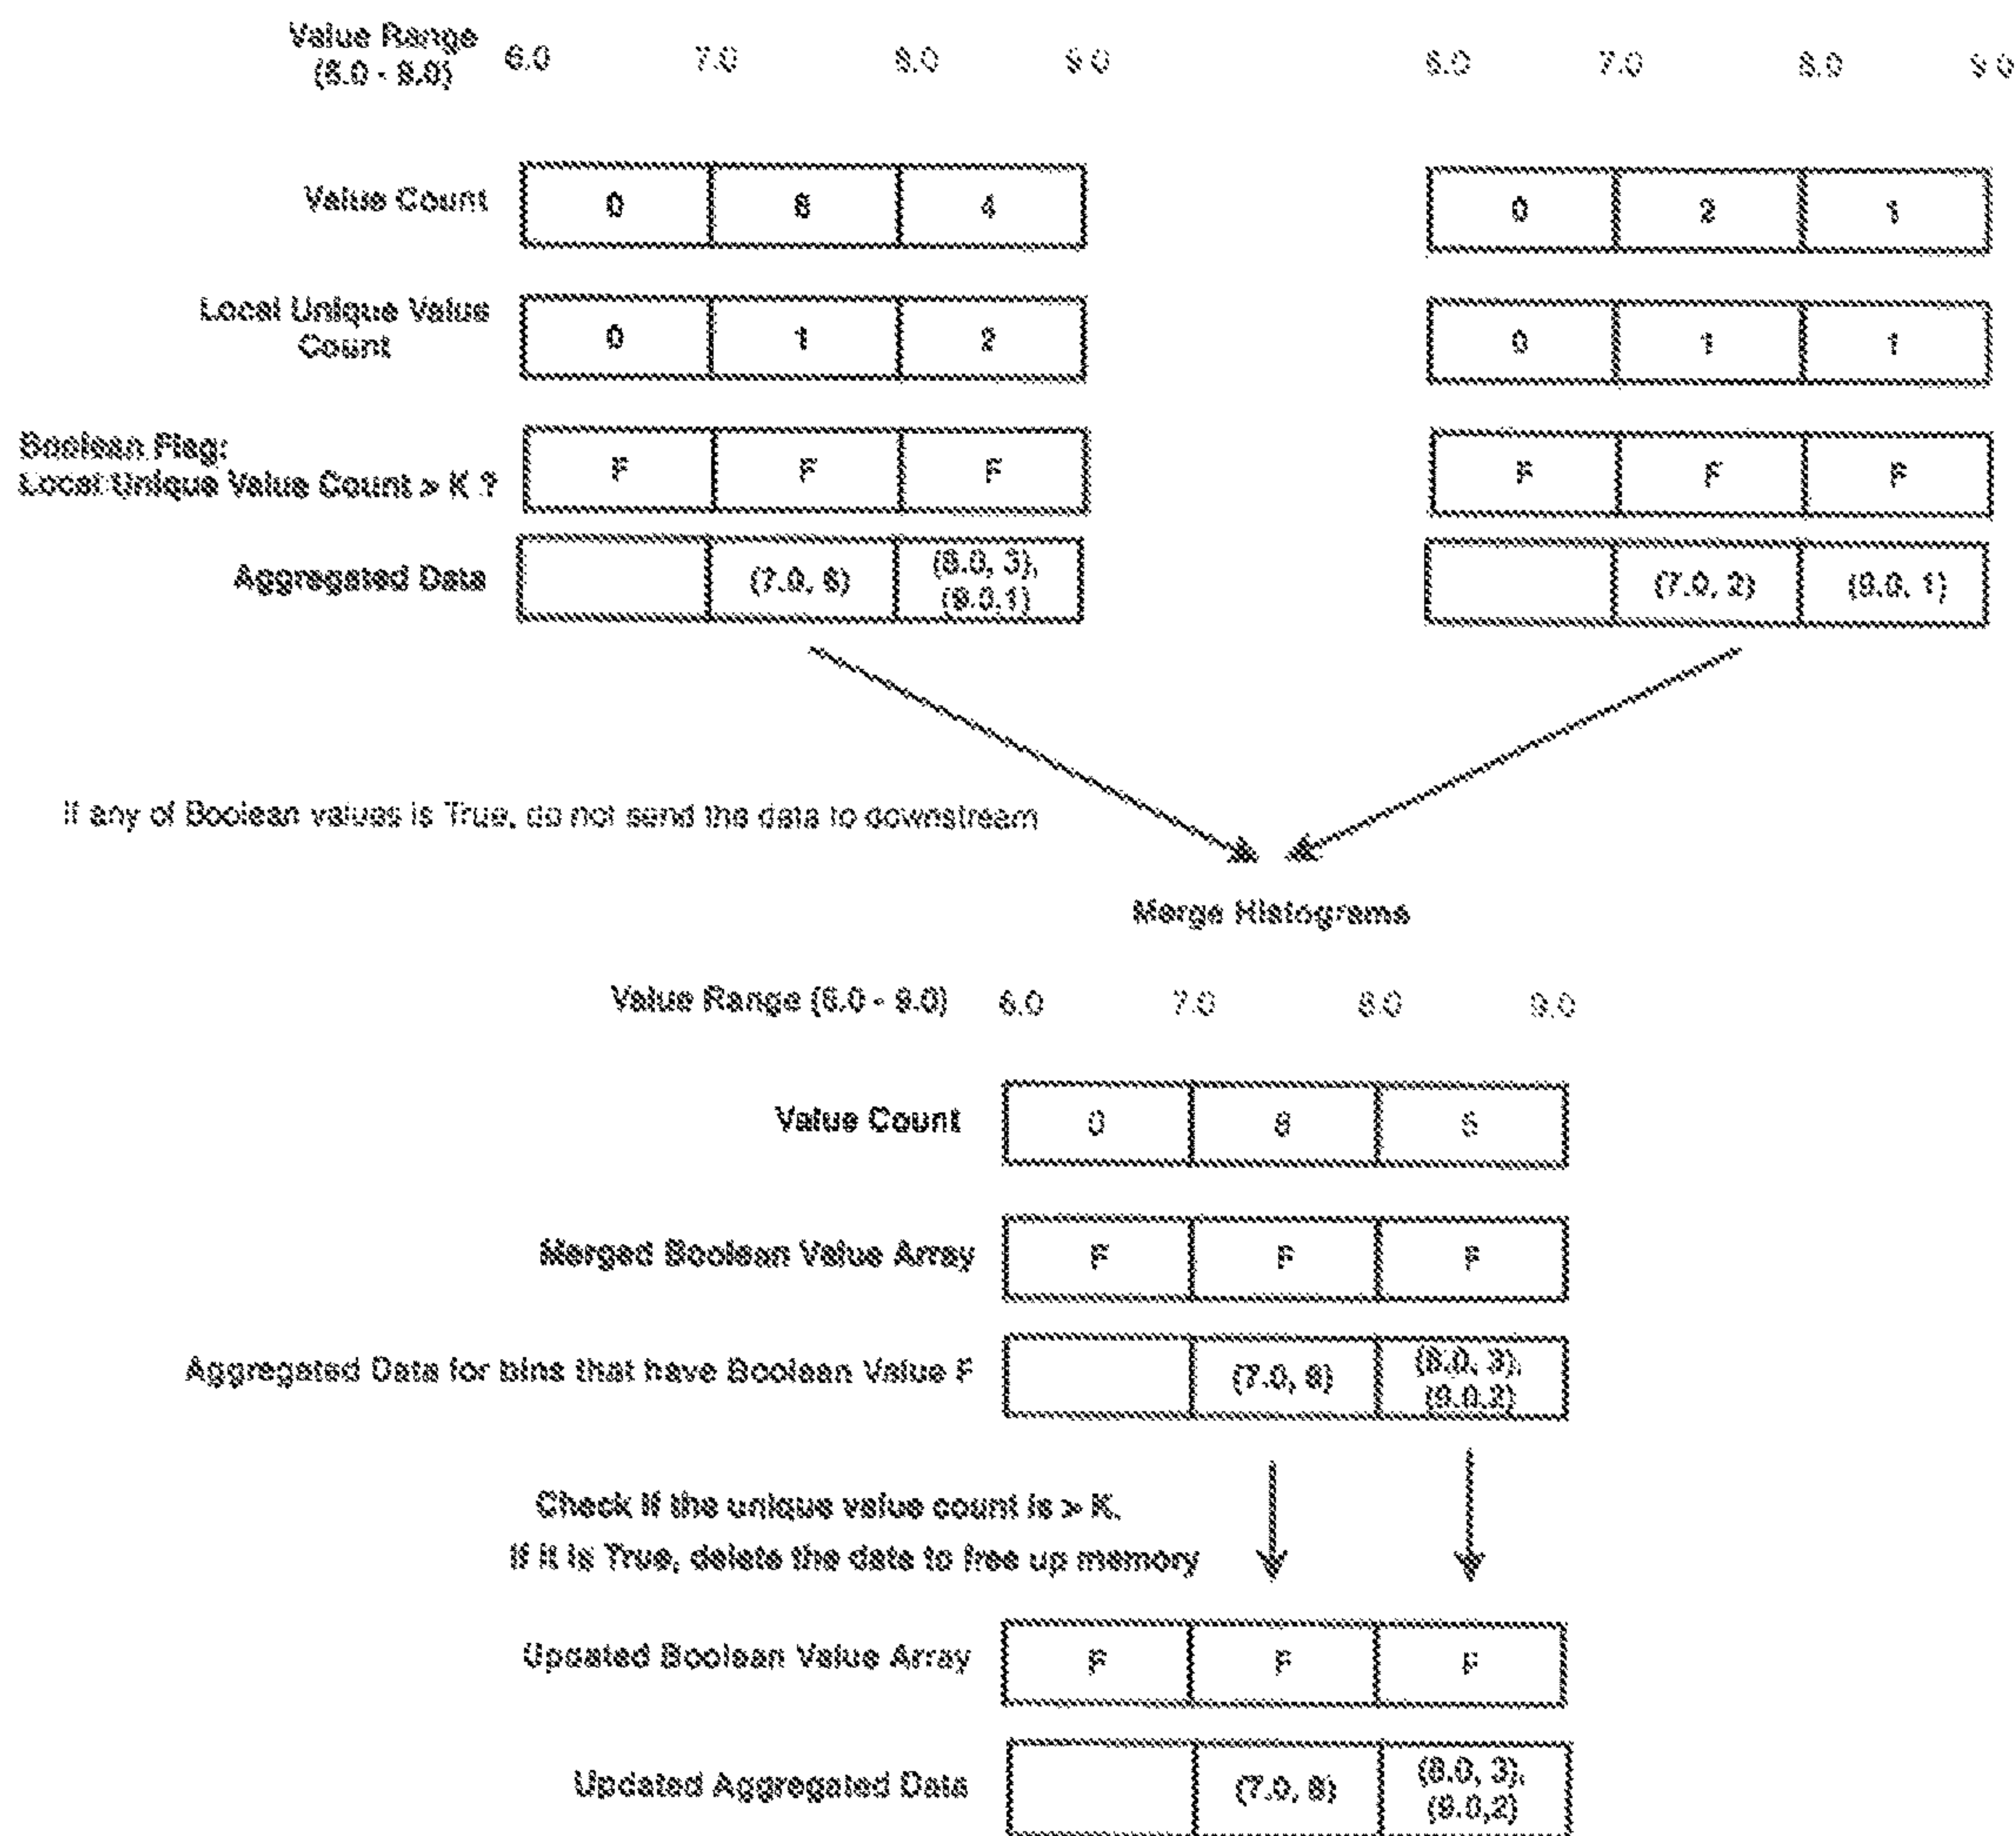 Value Range
(6.0 - 9.0)
6.0 7.0 8.0 9.0
6.0 7.0 8.0 9.0
Value Count
0 6 4
0 2 1
Local Unique Value
Count
0 1 2
0 1 1
Boolean Flag:
Local Unique Value Count > K ?
F F F
F F F
Aggregated Data
(7.0, 6)
(8.0, 3),
(9.0,1)
(7.0, 2)
(9.0, 1)
If any of Boolean values is True, do not send the data to downstream
Merge Histograms
Value Range (6.0 - 9.0)
6.0 7.0 8.0 9.0
Value Count
0 8 5
Merged Boolean Value Array
F F F
Aggregated Data for bins that have Boolean Value F
(7.0, 8)
(8.0, 3),
(9.0,2)
Check if the unique value count is > K.
If it is True, delete the data to free up memory
Updated Boolean Value Array
F F F
Updated Aggregated Data
(7.0, 8)
(8.0, 3),
(9.0,2)